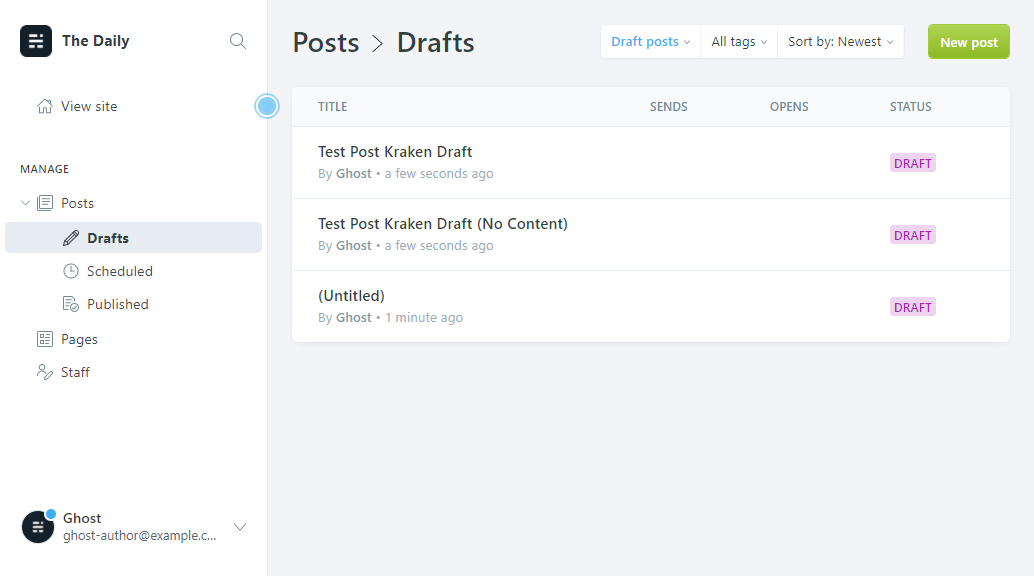 The Daily
View site
MANAGE
Posts
Drafts
Scheduled
Published
Pages
Staff
Ghost
ghost-author@example.c...
Posts > Drafts
Draft posts
All tags
Sort by: Newest
New post
TITLE SENDS OPENS STATUS
Test Post Kraken Draft
By Ghost • a few seconds ago
DRAFT
Test Post Kraken Draft (No Content)
By Ghost • a few seconds ago
DRAFT
(Untitled)
By Ghost • 1 minute ago
DRAFT